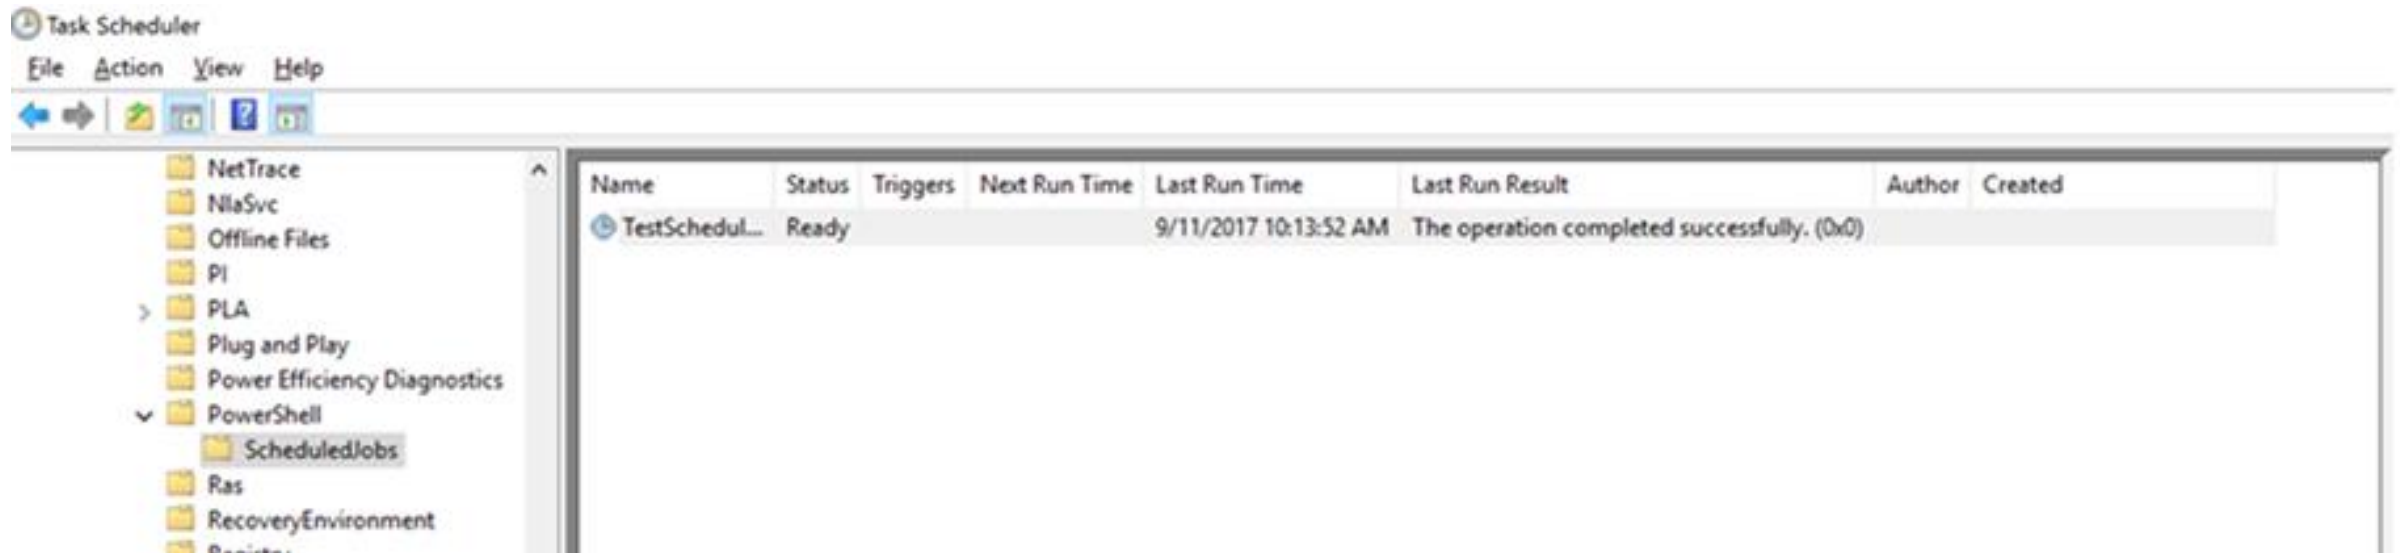 Task Scheduler
File Action View Help
NetTrace
NlaSvc
Offline Files
PI
PLA
Plug and Play
Power Efficiency Diagnostics
PowerShell
ScheduledJobs
Ras
RecoveryEnvironment
Name Status Triggers Next Run Time Last Run Time Last Run Result Author Created
TestSchedul... Ready 9/11/2017 10:13:52 AM The operation completed successfully. (0x0)